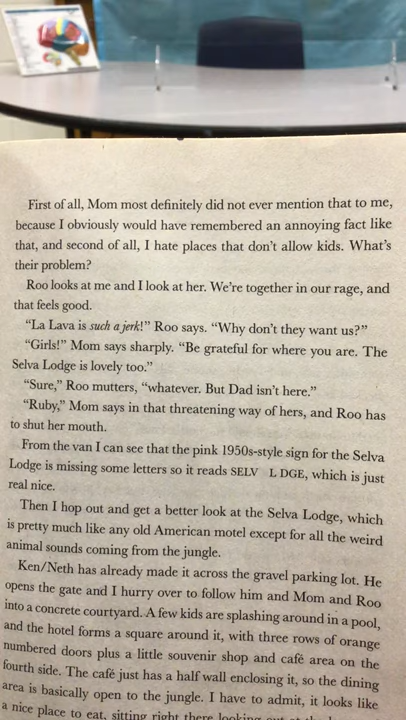 First of all, Mom most definitely did not ever mention that to me,
because I obviously would have remembered an annoying fact like
that, and second of all, I hate places that don't allow kids. What's
their problem?
Roo looks at me and I look at her. We're together in our rage, and
that feels good.
"La Lava is such a jerk!" Roo says. "Why don't they want us?"
"Girls!" Mom says sharply. "Be grateful for where you are. The
Selva Lodge is lovely too."
"Sure," Roo mutters, "whatever. But Dad isn't here."
"Ruby," Mom says in that threatening way of hers, and Roo has
to shut her mouth.
From the van I can see that the pink 1950s-style sign for the Selva
Lodge is missing some letters so it reads SELV L DGE, which is just
real nice.
Then I hop out and get a better look at the Selva Lodge, which
is pretty much like any old American motel except for all the weird
animal sounds coming from the jungle.
Ken/Neth has already made it across the gravel parking lot. He
opens the gate and I hurry over to follow him and Mom and Roo
into a concrete courtyard. A few kids are splashing around in a pool,
and the hotel forms a square around it, with three rows of orange
numbered doors plus a little souvenir shop and café area on the
fourth side. The café just has a half wall enclosing it, so the dining
area is basically open to the jungle. I have to admit, it looks like
a nice place to eat, sitting right there looking out at the